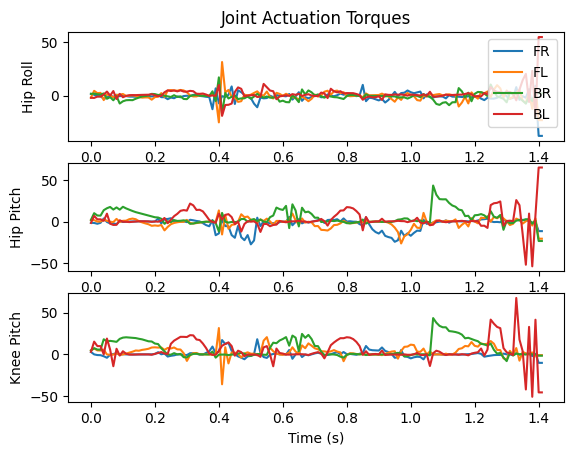 Joint Actuation Torques
Hip Roll
50
0
FR
FL
BR
BL
0.0 0.2 0.4 0.6 0.8 1.0 1.2 1.4
Hip Pitch
50
0
−50
0.0 0.2 0.4 0.6 0.8 1.0 1.2 1.4
Knee Pitch
50
0
−50
0.0 0.2 0.4 0.6 0.8 1.0 1.2 1.4
Time (s)